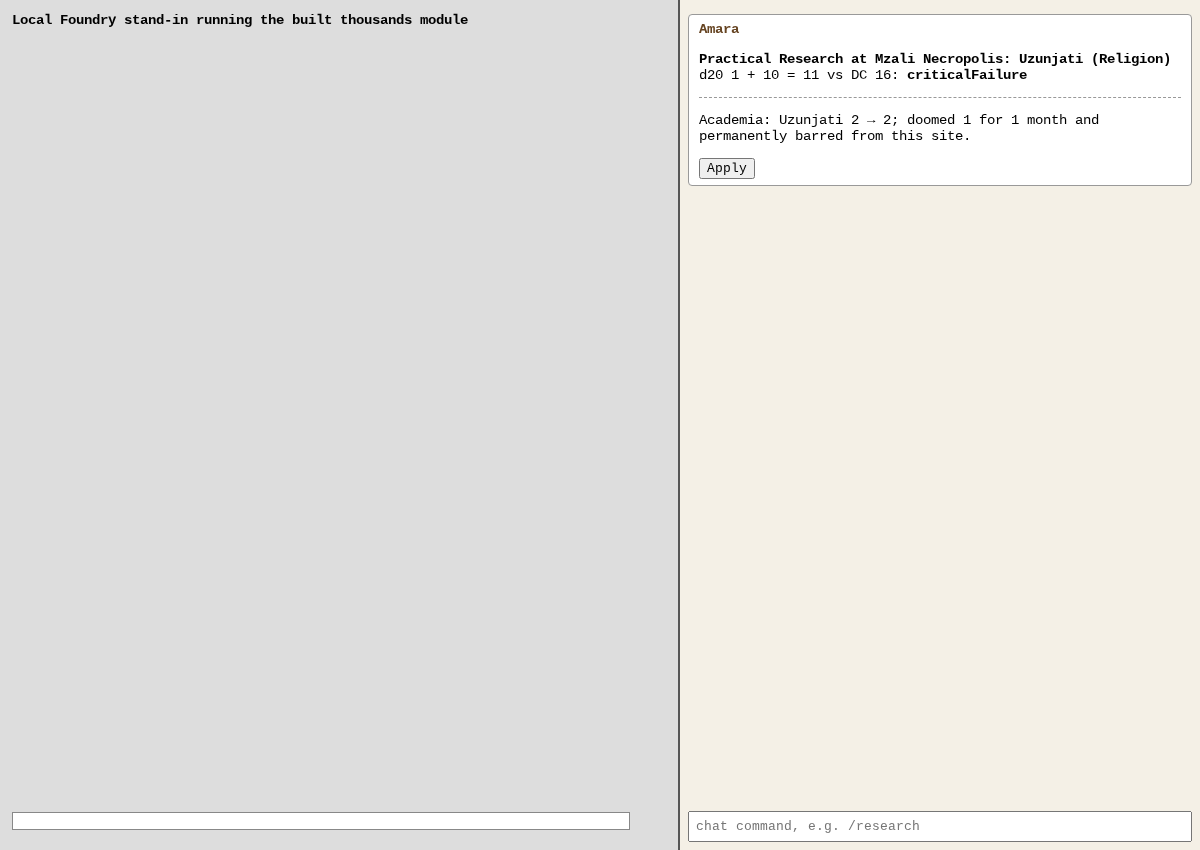 Local Foundry stand-in running the built thousands module
Amara
Practical Research at Mzali Necropolis: Uzunjati (Religion)
d20 1 + 10 = 11 vs DC 16: criticalFailure
Academia: Uzunjati 2 → 2; doomed 1 for 1 month and
permanently barred from this site.
Apply
chat command, e.g. /research